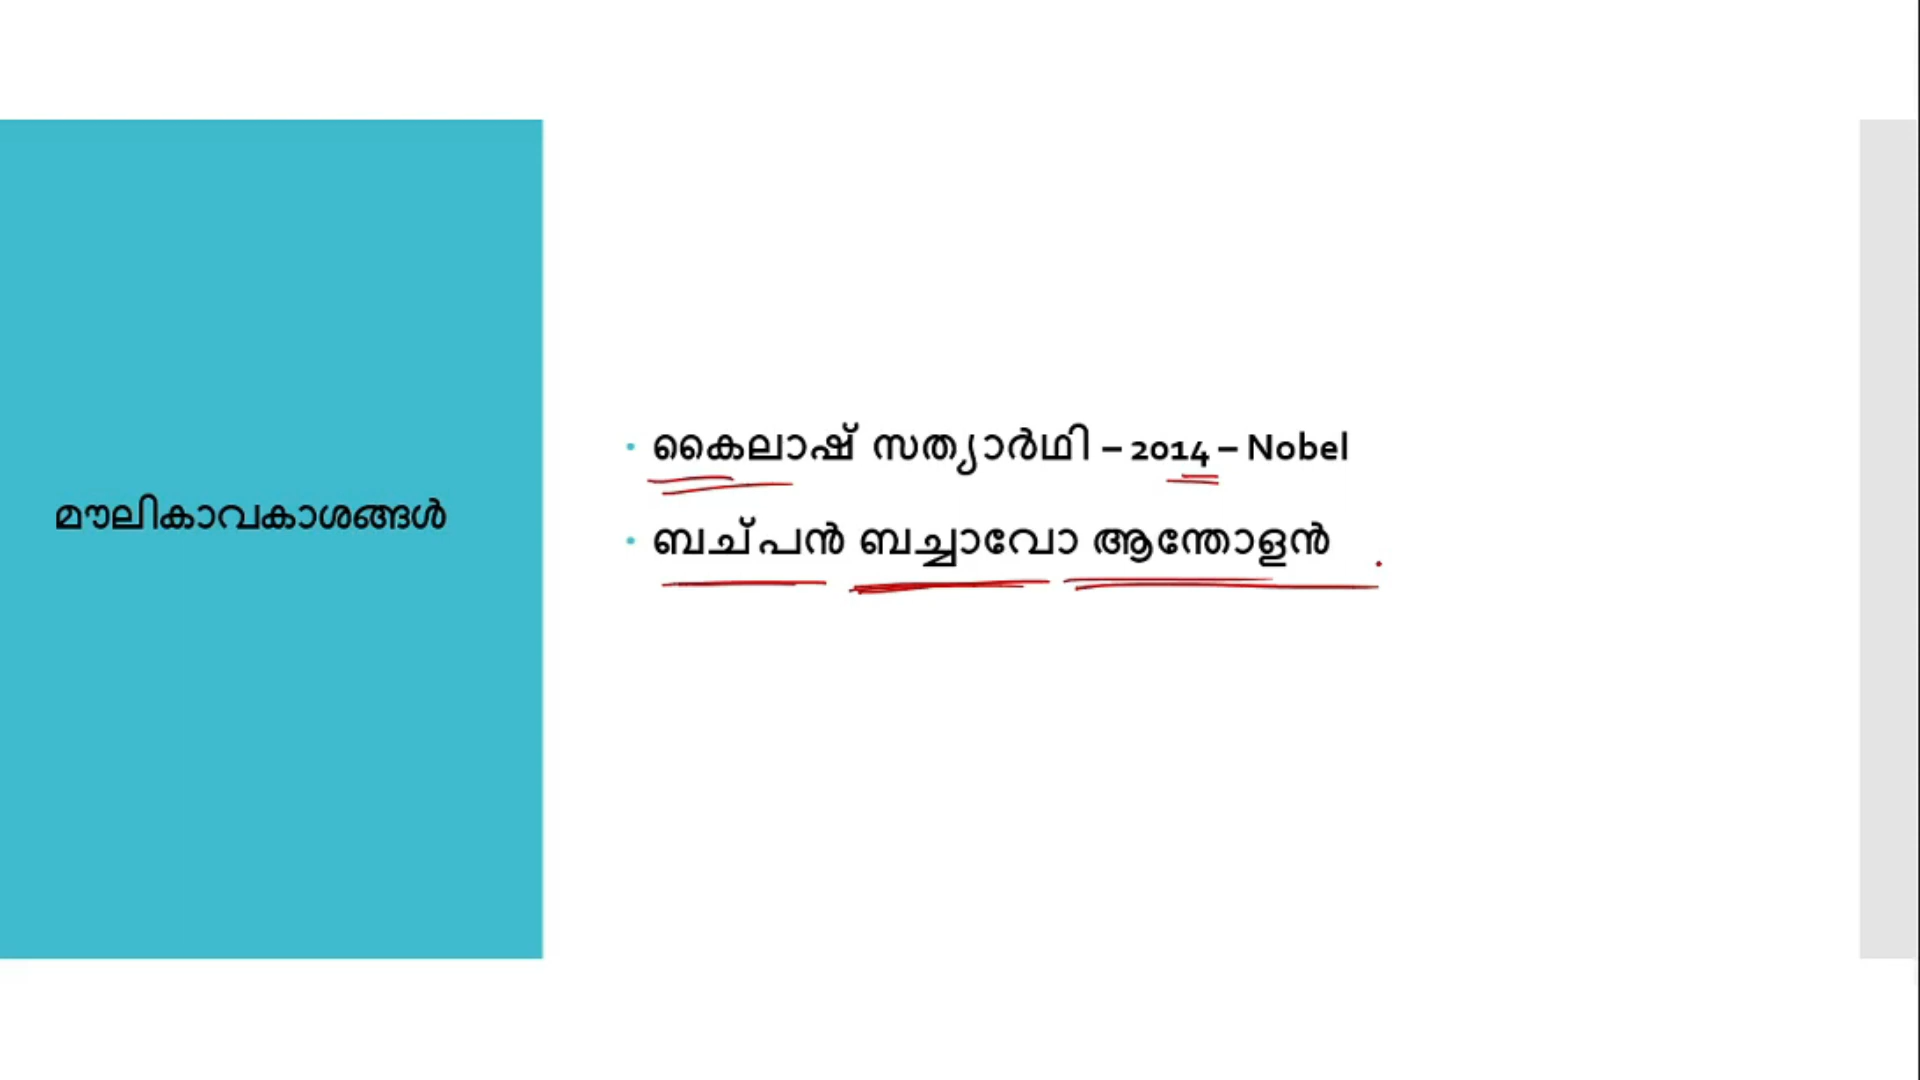 മൗലികാവകാശങ്ങൾ
കൈലാഷ് സത്യാർഥി – 2014 – Nobel
ബച്പൻ ബച്ചാവോ ആന്തോളൻ